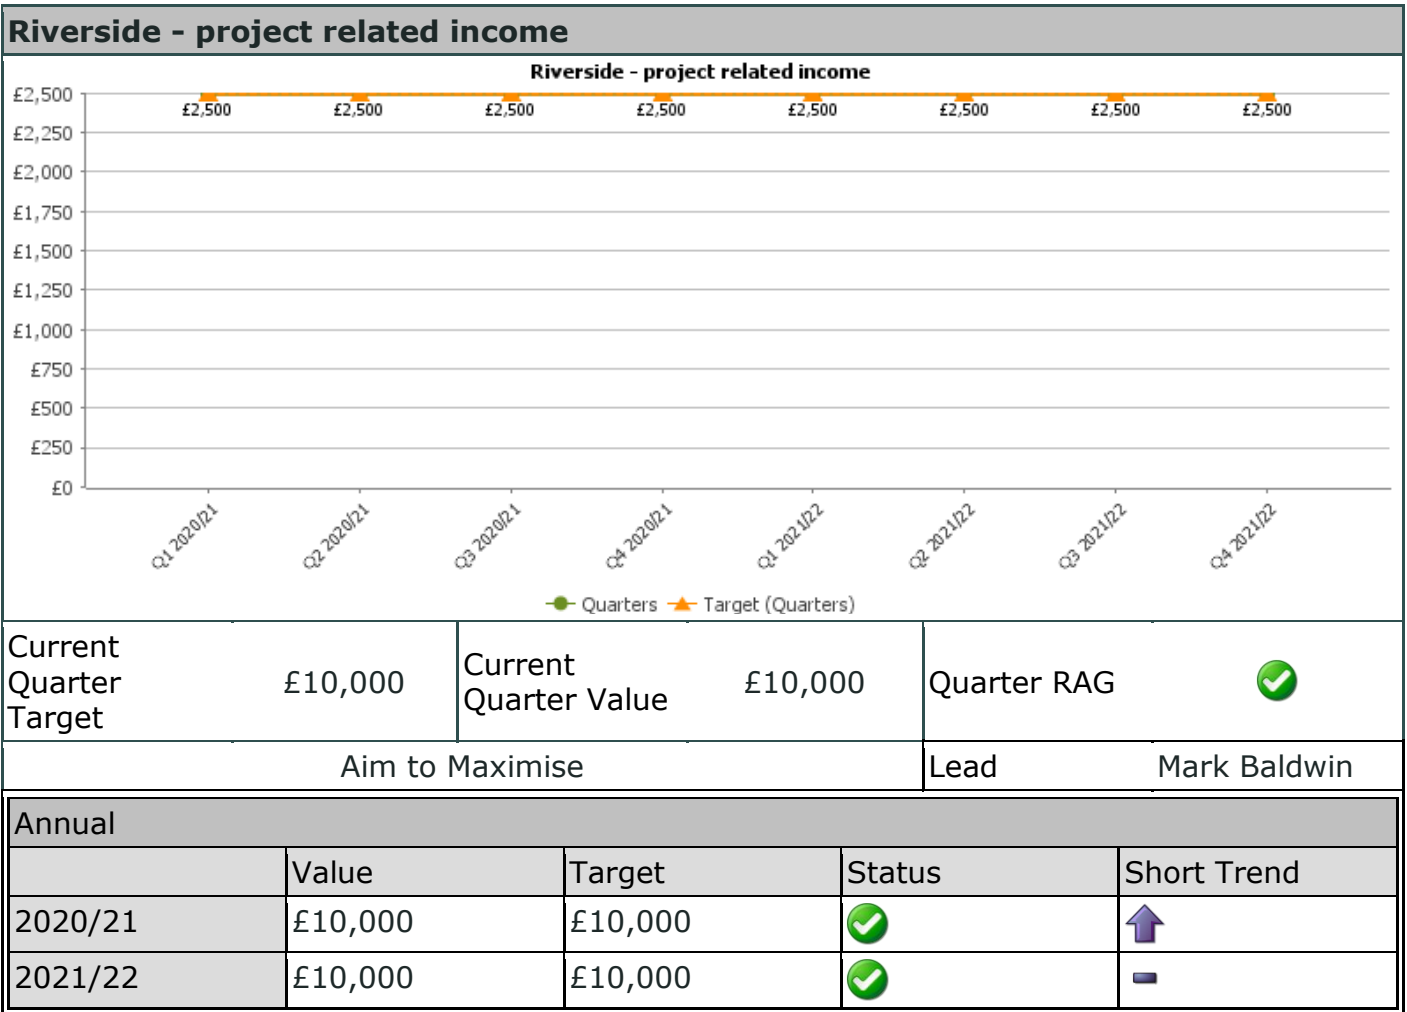 Riverside - project related income
Riverside - project related income
£2,500
£2,250
£2,000
£1,750
£1,500
£1,250
£1,000
£750
£500
£250
£0
£2,500 £2,500 £2,500 £2,500 £2,500 £2,500 £2,500 £2,500
Q1 2020/21 Q2 2020/21 Q3 2020/21 Q4 2020/21 Q1 2021/22 Q2 2021/22 Q3 2021/22 Q4 2021/22
Quarters Target (Quarters)
Current
Quarter
Target
£10,000
Current
Quarter Value
£10,000
Quarter RAG
Aim to Maximise
Lead
Mark Baldwin
Annual
Value Target Status Short Trend
2020/21 £10,000 £10,000
2021/22 £10,000 £10,000